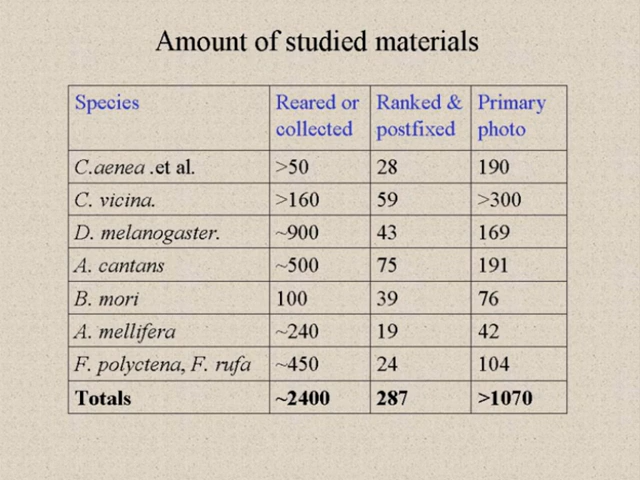 Amount of studied materials
Species Reared or collected Ranked & postfixed Primary photo
C.aenea .et al. >50 28 190
C. vicina. >160 59 >300
D. melanogaster. ~900 43 169
A. cantans ~500 75 191
B. mori 100 39 76
A. mellifera ~240 19 42
F. polyctena, F. rufa ~450 24 104
Totals ~2400 287 >1070